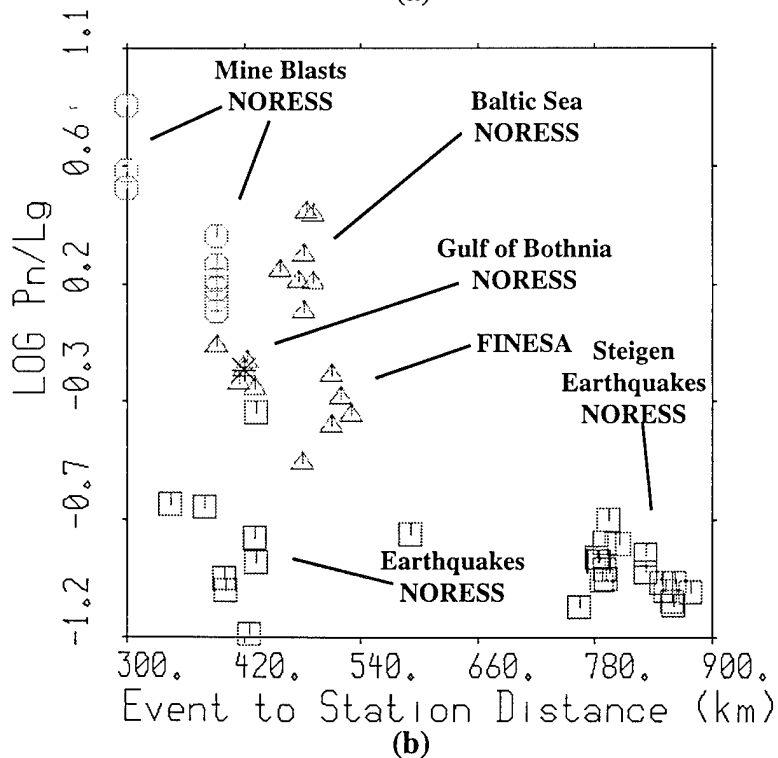 1.1
Mine Blasts
NORESS
Baltic Sea
NORESS
0.6
LOG Pn/Lg
0.2
Gulf of Bothnia
NORESS
FINESA
Steigen
Earthquakes
NORESS
-0.3
-0.7
Earthquakes
NORESS
-1.2
300. 420. 540. 660. 780. 900.
Event to Station Distance (km)
(b)